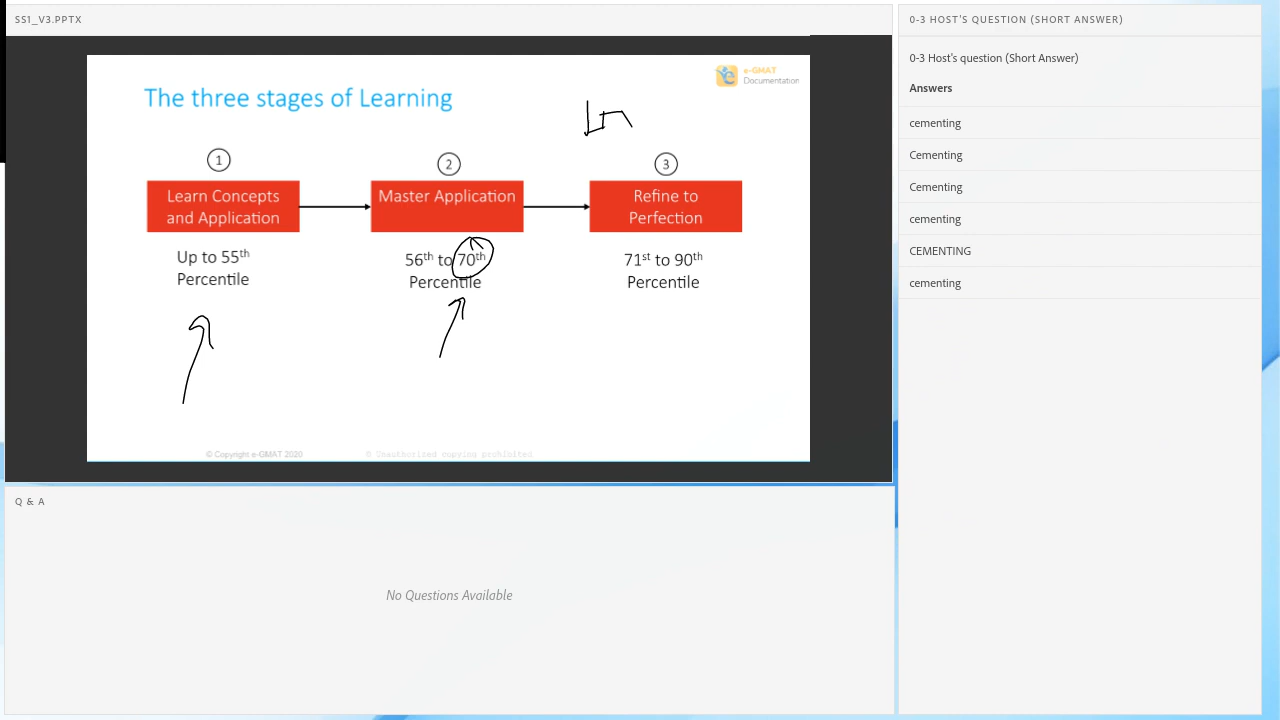 SS1_V3.PPTX
e-GMAT
Documentation
The three stages of Learning
1
2
3
Learn Concepts
and Application
Master Application
Refine to
Perfection
Up to 55th
Percentile
56th to 70th
Percentile
71st to 90th
Percentile
© Copyright e-GMAT 2020
© Unauthorized copying prohibited
Q & A
No Questions Available
0-3 HOST'S QUESTION (SHORT ANSWER)
0-3 Host's question (Short Answer)
Answers
cementing
Cementing
Cementing
cementing
CEMENTING
cementing